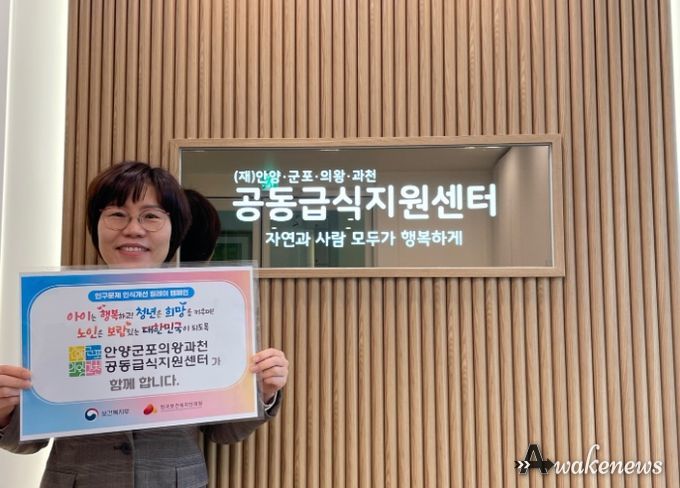 (재)안양·군포·의왕·과천
공동급식지원센터
자연과 사람 모두가 행복하게
인구문제 인식개선 릴레이 캠페인
아이는 행복하고! 청년은 희망을 키우며!
노인은 보람있는 대한민국이 되도록
안양군포의왕과천
공동급식지원센터가
함께 합니다.
보건복지부
Awakenews